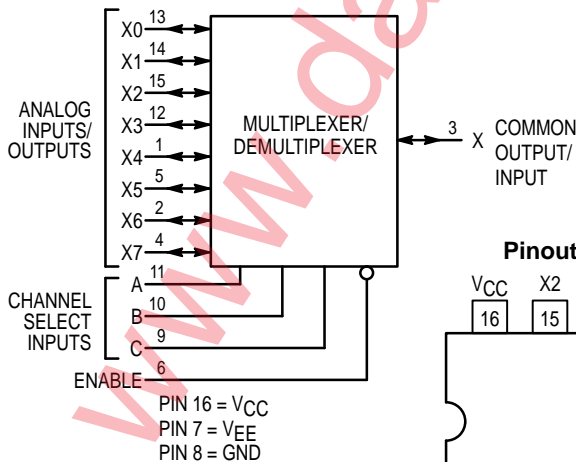 X0 13
X1 14
X2 15
X3 12
X4 1
X5 5
X6 2
X7 4
ANALOG
INPUTS/
OUTPUTS
MULTIPLEXER/
DEMULTIPLEXER
3 X COMMON
OUTPUT/
INPUT
A 11
B 10
C 9
CHANNEL
SELECT
INPUTS
ENABLE 6
PIN 16 = VCC
PIN 7 = VEE
PIN 8 = GND
Pinout
VCC X2
16 15
www.da